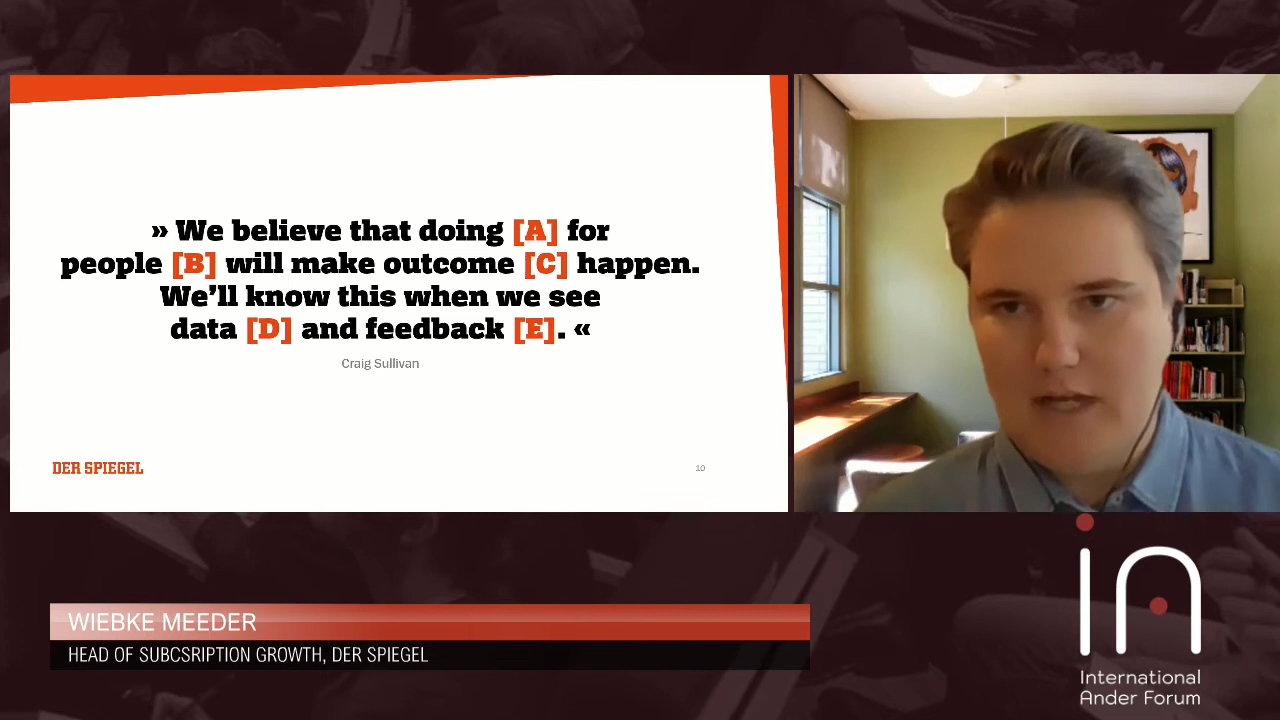 » We believe that doing [A] for
people [B] will make outcome [C] happen.
We'll know this when we see
data [D] and feedback [E]. «
Craig Sullivan
DER SPIEGEL
10
WIEBKE MEEDER
HEAD OF SUBCSRIPTION GROWTH, DER SPIEGEL
in
International
Ander Forum